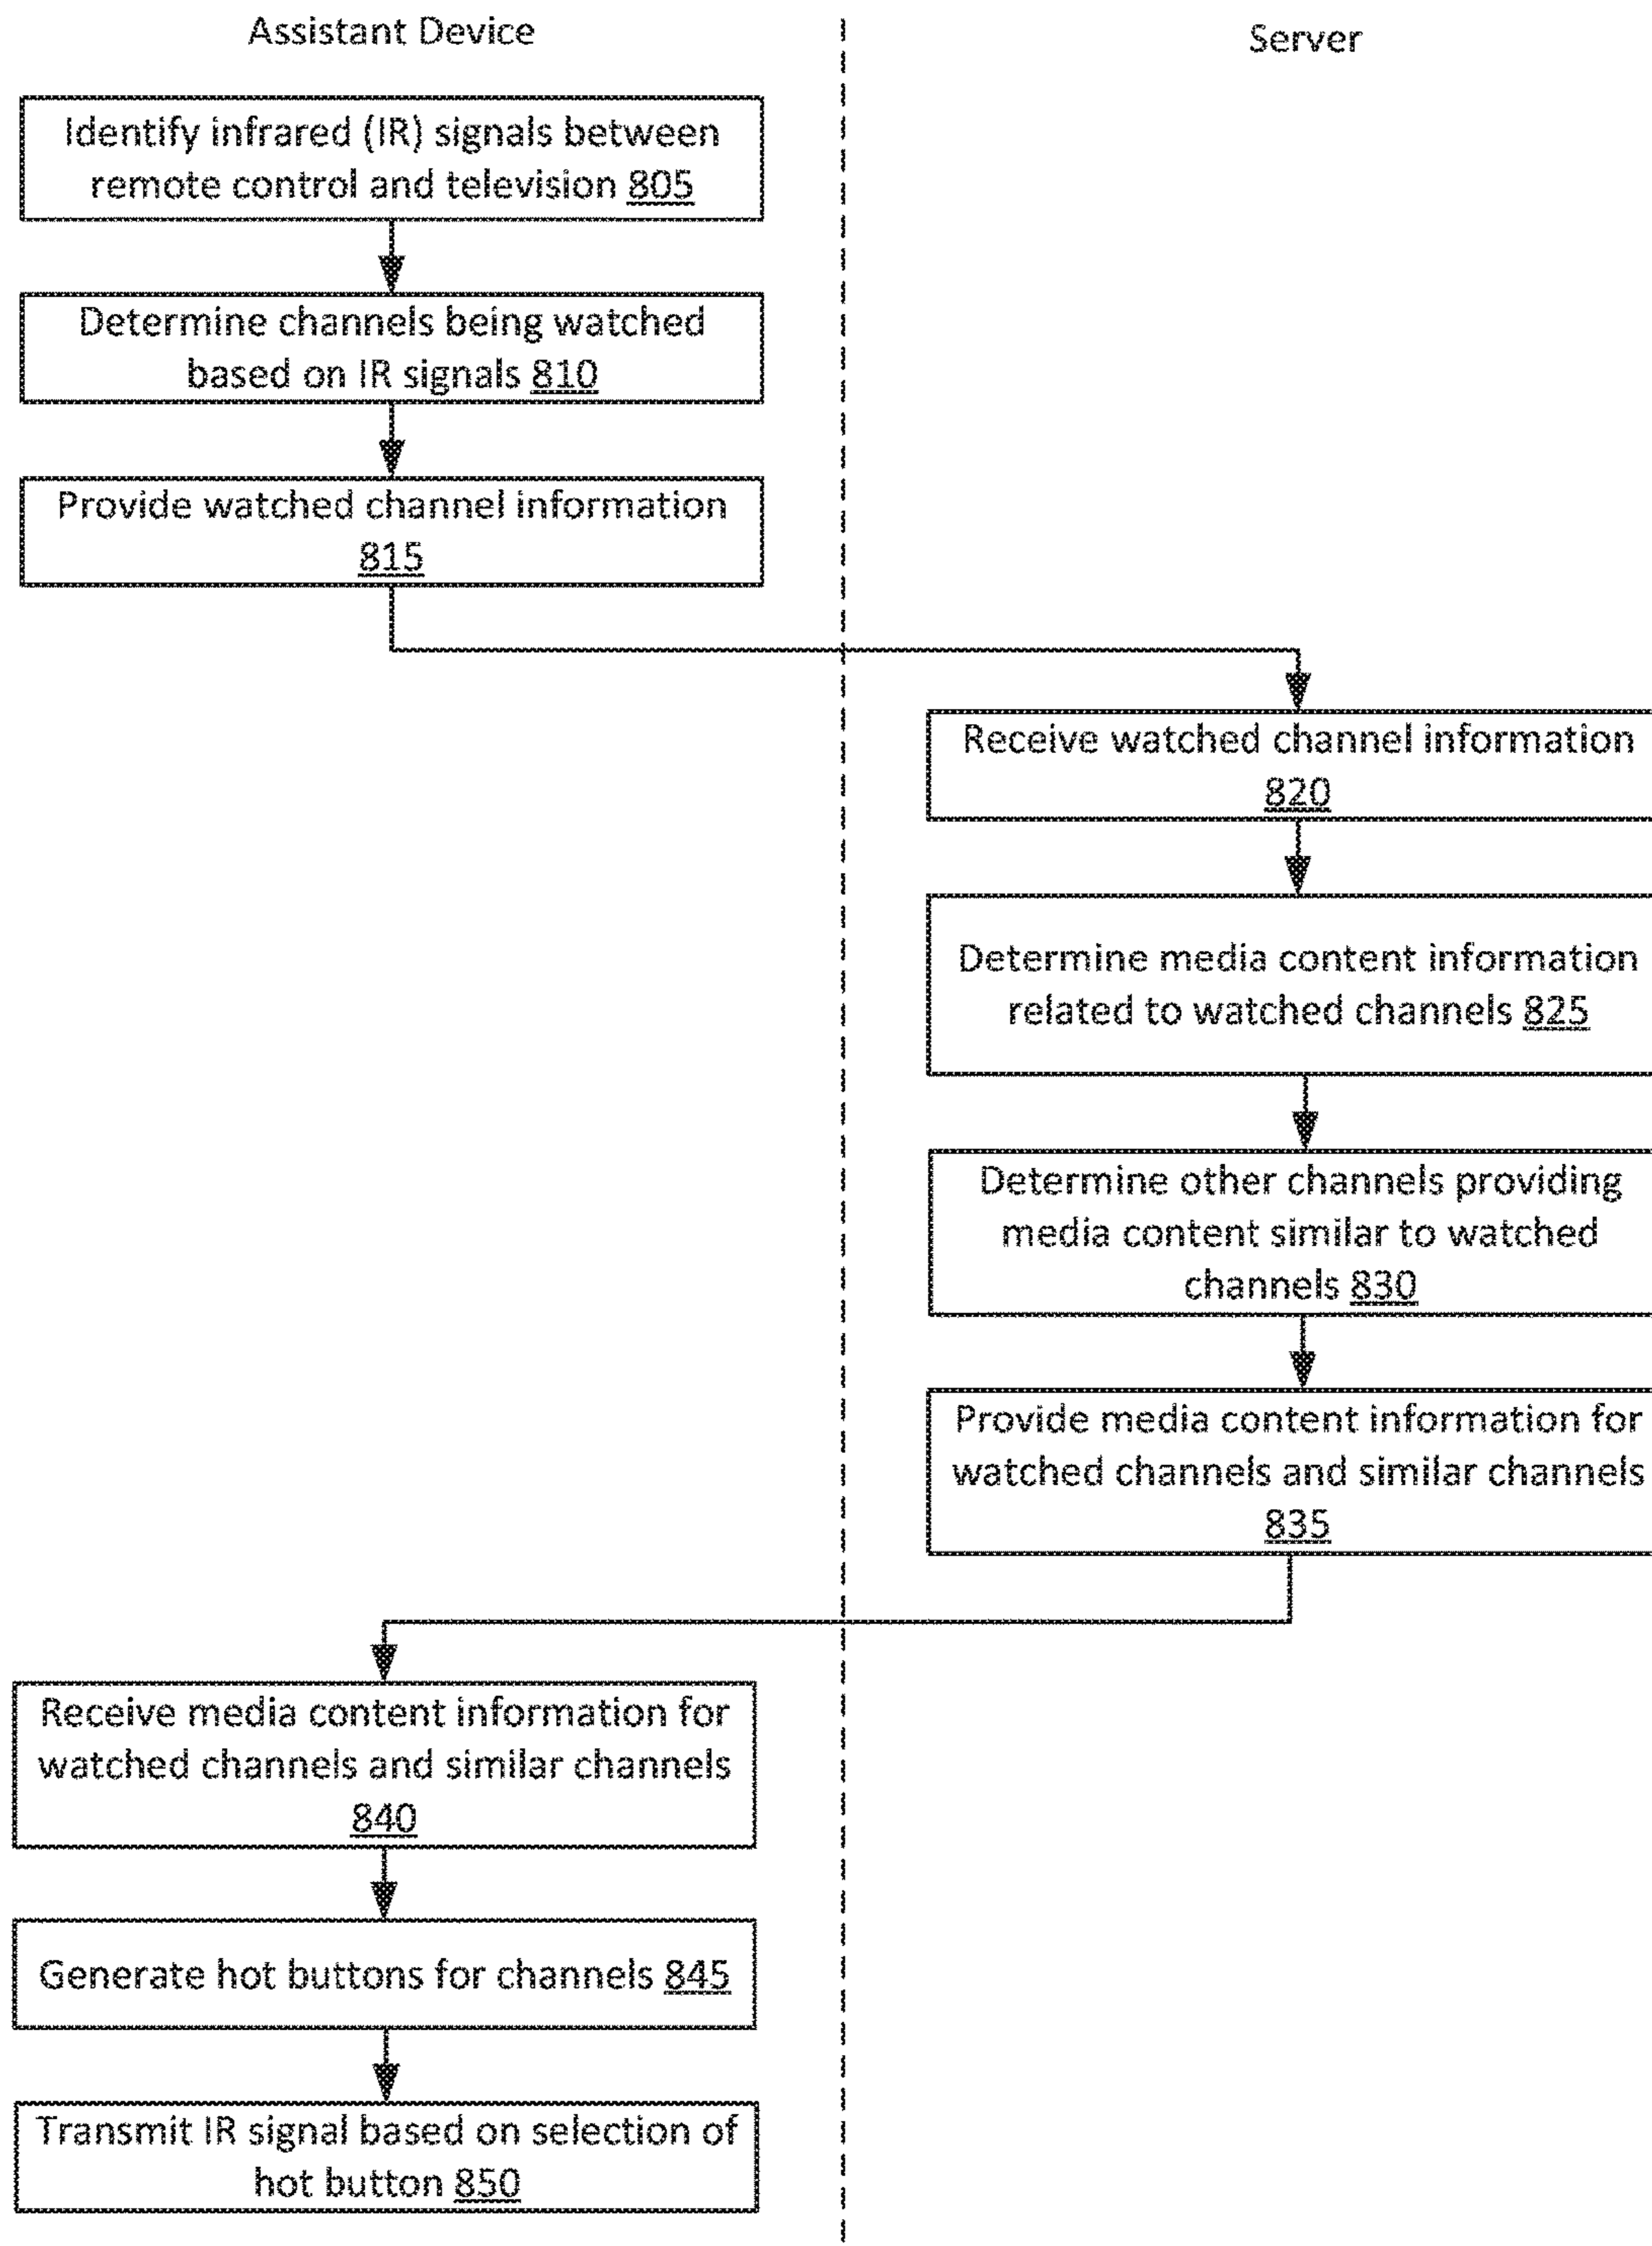 Assistant Device
Server
Identify infrared (IR) signals between
remote control and television 805
Determine channels being watched
based on IR signals 810
Provide watched channel information
815
Receive watched channel information
820
Determine media content information
related to watched channels 825
Determine other channels providing
media content similar to watched
channels 830
Provide media content information for
watched channels and similar channels
835
Receive media content information for
watched channels and similar channels
840
Generate hot buttons for channels 845
Transmit IR signal based on selection of
hot button 850